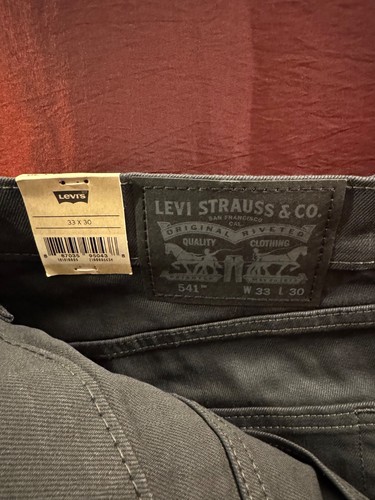 LEVI'S
33 X 30
LEVI STRAUSS & CO.
SAN FRANCISCO
CAL.
ORIGINAL RIVETED
QUALITY CLOTHING
541™ W 33 L 30